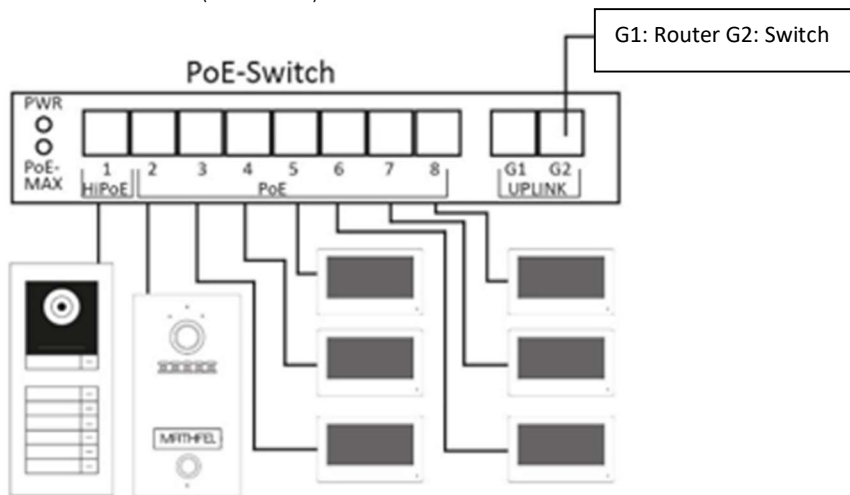 G1: Router G2: Switch
PoE-Switch
PWR
PoE-
MAX
1 2 3 4 5 6 7 8 G1 G2
HiPoE PoE UPLINK